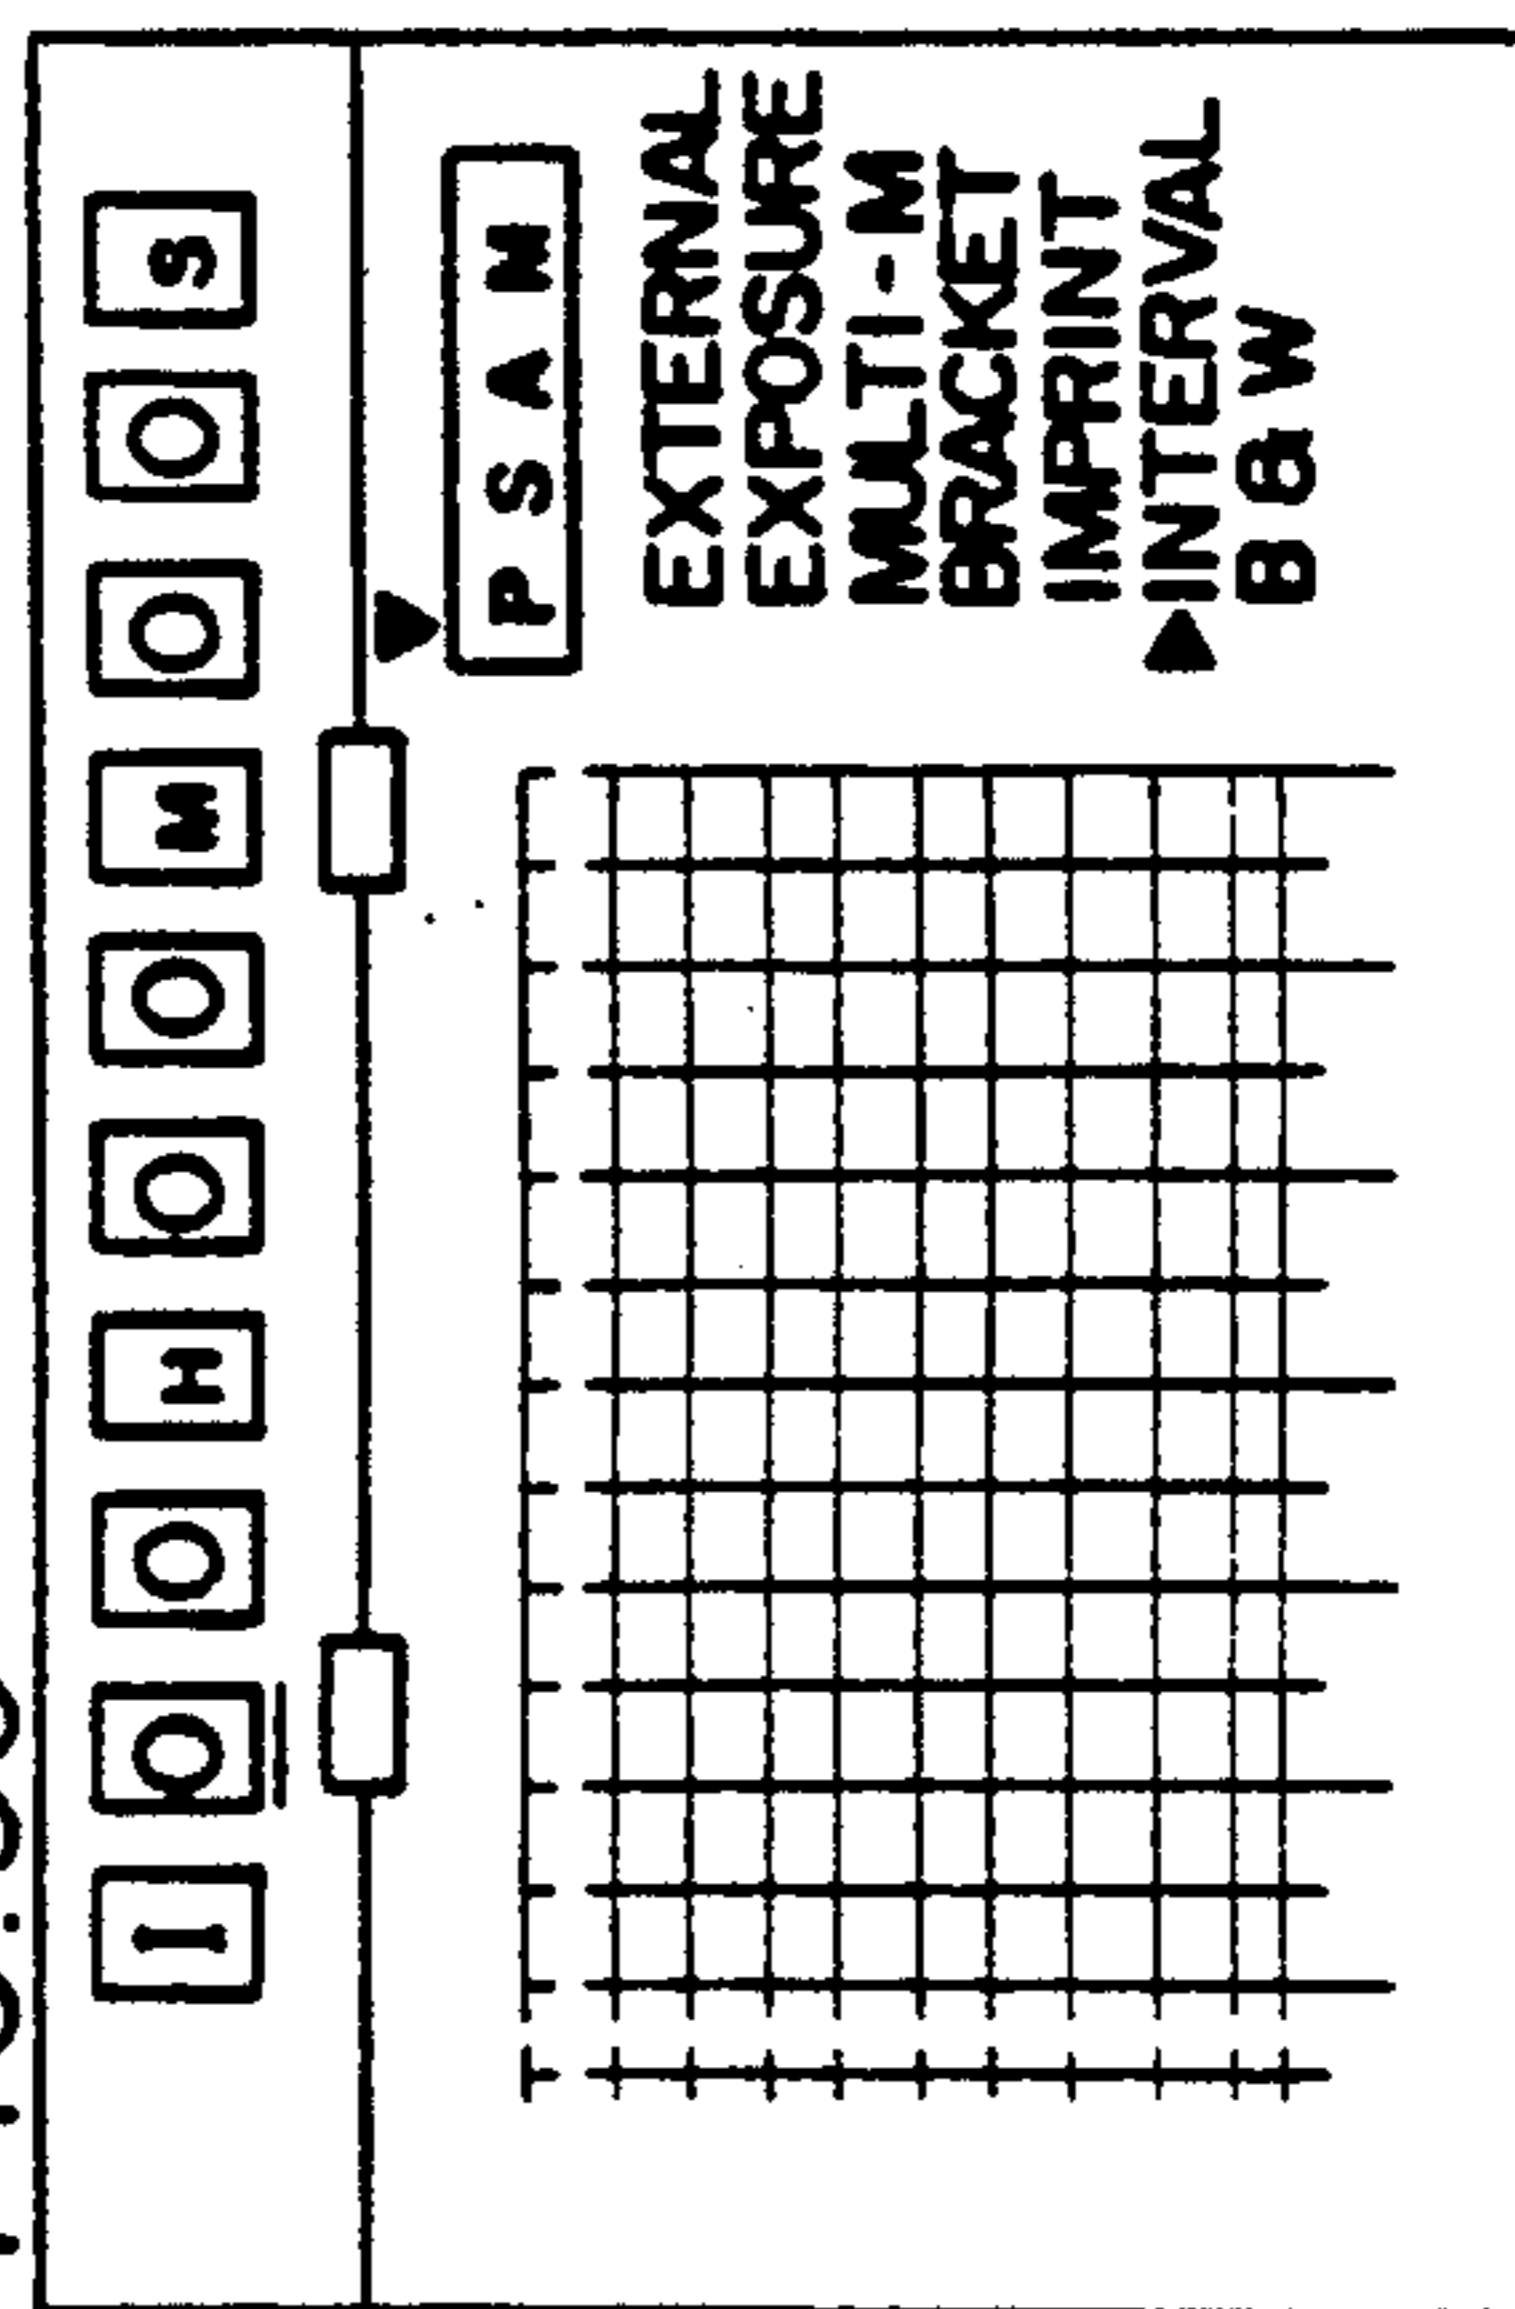 I O O H O O M O O S
P S A M
EXTERNAL
EXPOSURE
MULTI-M
BRACKET
IMPRINT
INTERVAL
B & W